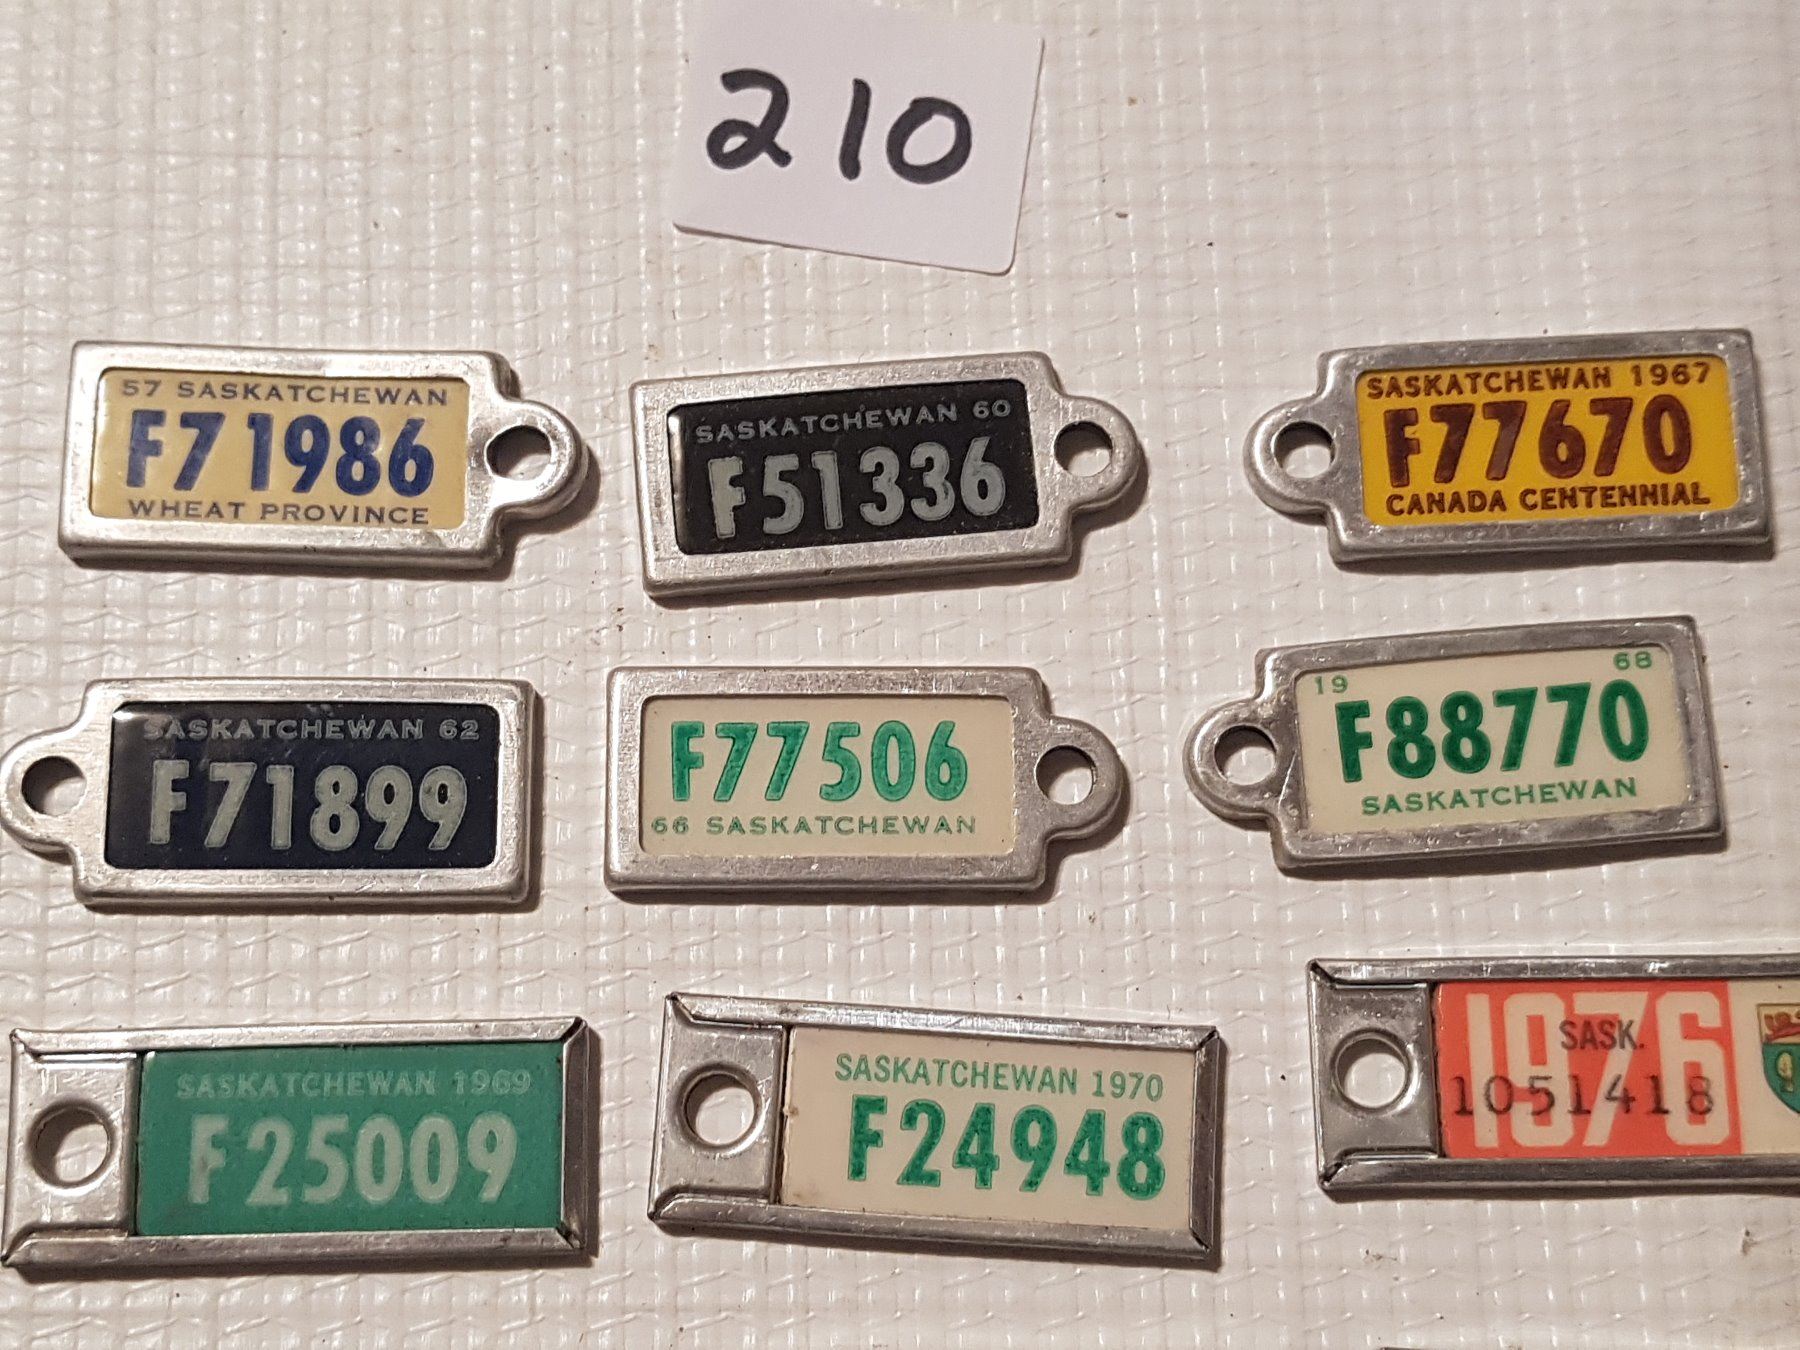 210
57 SASKATCHEWAN
F71986
WHEAT PROVINCE
SASKATCHEWAN 60
F51336
SASKATCHEWAN 1967
F77670
CANADA CENTENNIAL
SASKATCHEWAN 62
F71899
F77506
66 SASKATCHEWAN
19 68
F88770
SASKATCHEWAN
SASKATCHEWAN 1969
F25009
SASKATCHEWAN 1970
F24948
1976
SASK.
1051418